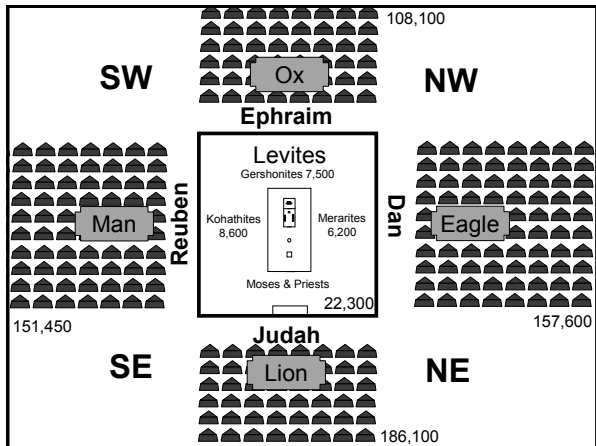 108,100
SW
Ox
NW
Ephraim
Levites
Gershonites 7,500
Man
Reuben
Kohathites
8,600
Merarites
6,200
Dan
Eagle
Moses & Priests
22,300
151,450
157,600
Judah
SE
Lion
NE
186,100